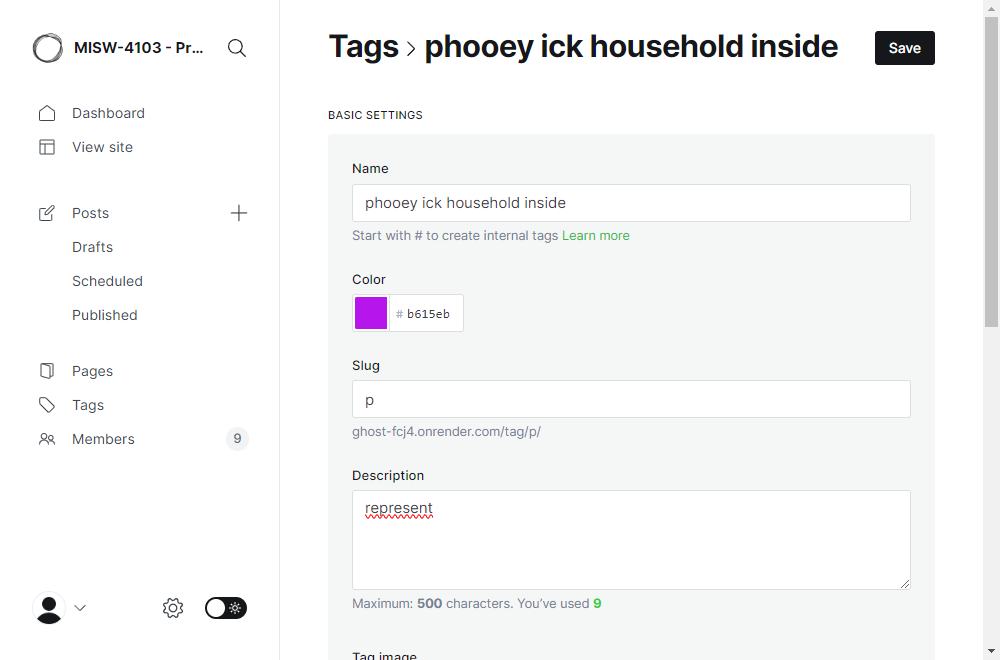 MISW-4103 - Pr...
Dashboard
View site
Posts
Drafts
Scheduled
Published
Pages
Tags
Members 9
Tags > phooey ick household inside
Save
BASIC SETTINGS
Name
phooey ick household inside
Start with # to create internal tags Learn more
Color
# b615eb
Slug
p
ghost-fcj4.onrender.com/tag/p/
Description
represent
Maximum: 500 characters. You've used 9
Tag image